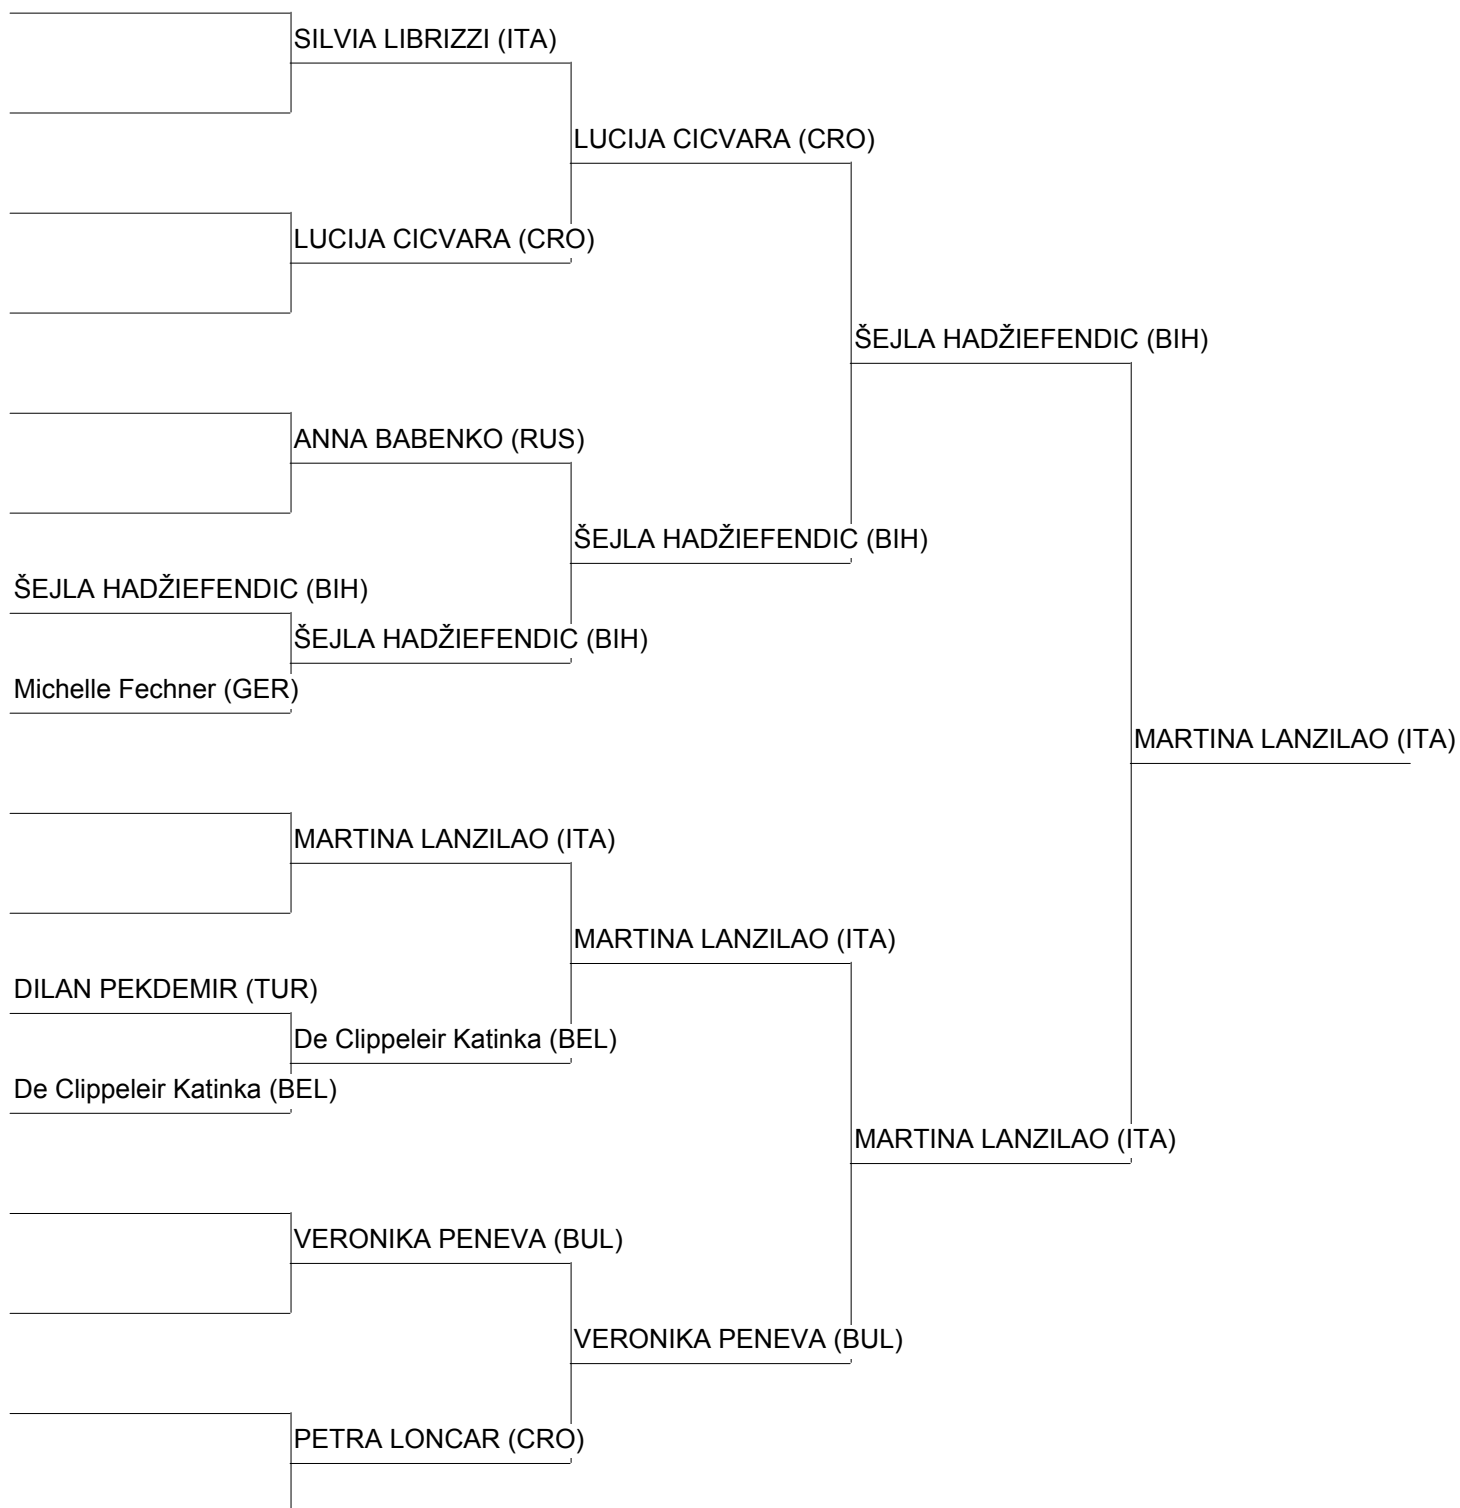 SILVIA LIBRIZZI (ITA)
LUCIJA CICVARA (CRO)
LUCIJA CICVARA (CRO)
ŠEJLA HADŽIEFENDIC (BIH)
ANNA BABENKO (RUS)
ŠEJLA HADŽIEFENDIC (BIH)
ŠEJLA HADŽIEFENDIC (BIH)
ŠEJLA HADŽIEFENDIC (BIH)
Michelle Fechner (GER)
MARTINA LANZILAO (ITA)
MARTINA LANZILAO (ITA)
MARTINA LANZILAO (ITA)
DILAN PEKDEMIR (TUR)
De Clippeleir Katinka (BEL)
De Clippeleir Katinka (BEL)
MARTINA LANZILAO (ITA)
VERONIKA PENEVA (BUL)
VERONIKA PENEVA (BUL)
PETRA LONCAR (CRO)